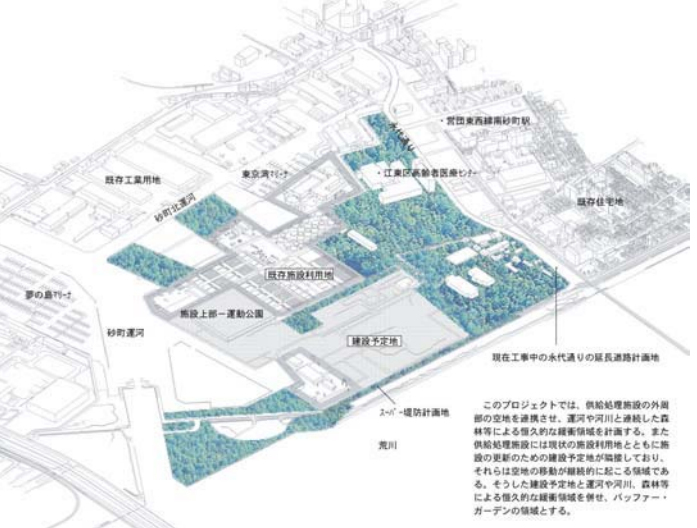 永代通り
・営団東西線南砂町駅
東京湾マリーナ
・江東区高齢者医療センター
既存工業用地
砂町北運河
既存住宅地
既存施設利用地
夢の島マリーナ
施設上部ー運動公園
砂町運河
建設予定地
現在工事中の永代通りの延長道路計画地
スーパー堤防計画地
荒川
このプロジェクトでは、供給処理施設の外周
部の空地を連携させ、運河や河川と連続した森
林等による恒久的な緩衝領域を計画する。また
供給処理施設には現状の施設利用地とともに施
設の更新のための建設予定地が隣接しており、
それらは空地の移動が継続的に起こる領域であ
る。そうした建設予定地と運河や河川、森林等
による恒久的な緩衝領域を併せ、バッファー・
ガーデンの領域とする。